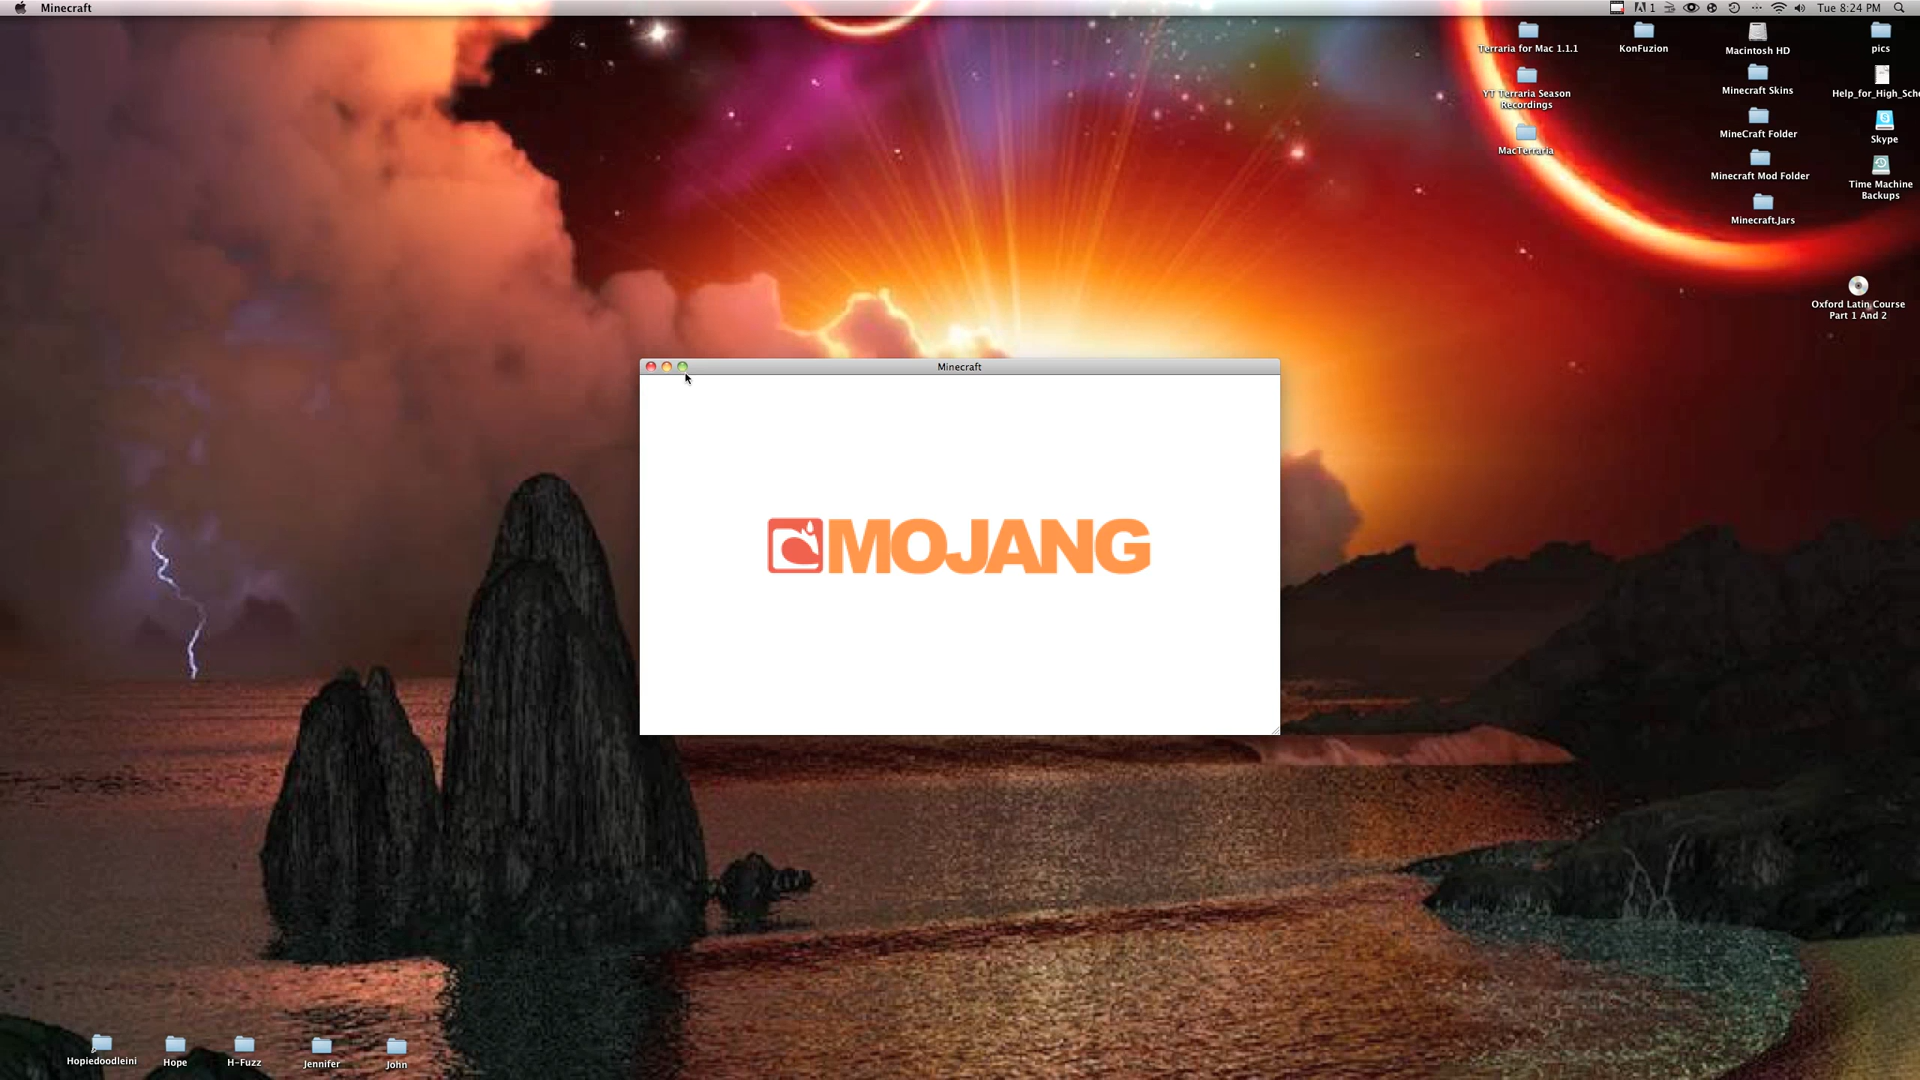 Minecraft
1
Tue 8:24 PM
Terraria for Mac 1.1.1
KonFuzion
Macintosh HD
pics
YT Terraria Season
Recordings
Minecraft Skins
Help_for_High_Sch
MacTerraria
MineCraft Folder
Skype
Minecraft Mod Folder
Time Machine
Backups
Minecraft.Jars
Oxford Latin Course
Part 1 And 2
Minecraft
MOJANG
Hopiedoodleini
Hope
H-Fuzz
Jennifer
John